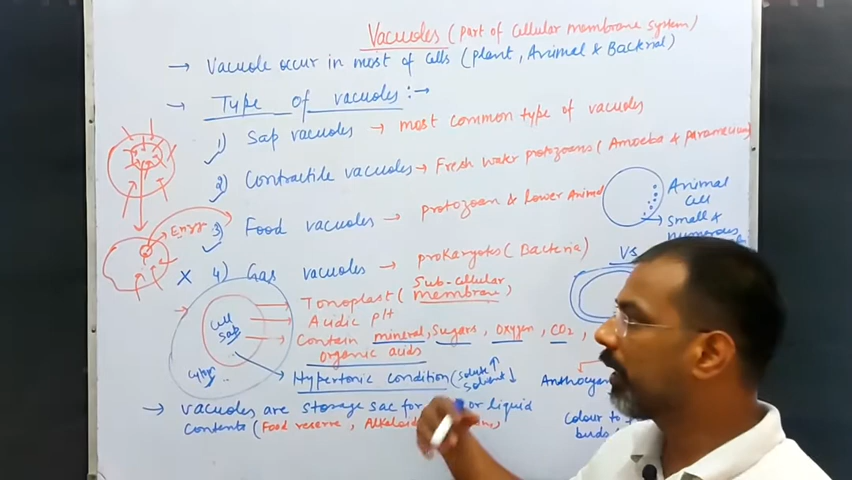 Vacuoles (part of cellular membrane system)
→ Vacuole occur in most of cells (plant, Animal & Bacterial)
→ Type of vacuoles :→
1) Sap vacuoles → most common type of vacuoles
2) Contractile vacuoles → Fresh water protozoans (Amoeba & paramecium)
3) Food vacuoles → protozoan & Lower Animal
X 4) Gas vacuoles → prokaryotes (Bacteria)
Sub-cellular
Tonoplast (membrane)
Acidic pH
Contain mineral, Sugars, oxygen, CO2,
organic acids
Hypertonic condition (solute↑
solvent↓
→ vacuoles are storage sac for or liquid
contents (Food reserve, Alkaloid
Cell
Sap
Animal
cell
Small &
numerous
VS
Colour to
buds